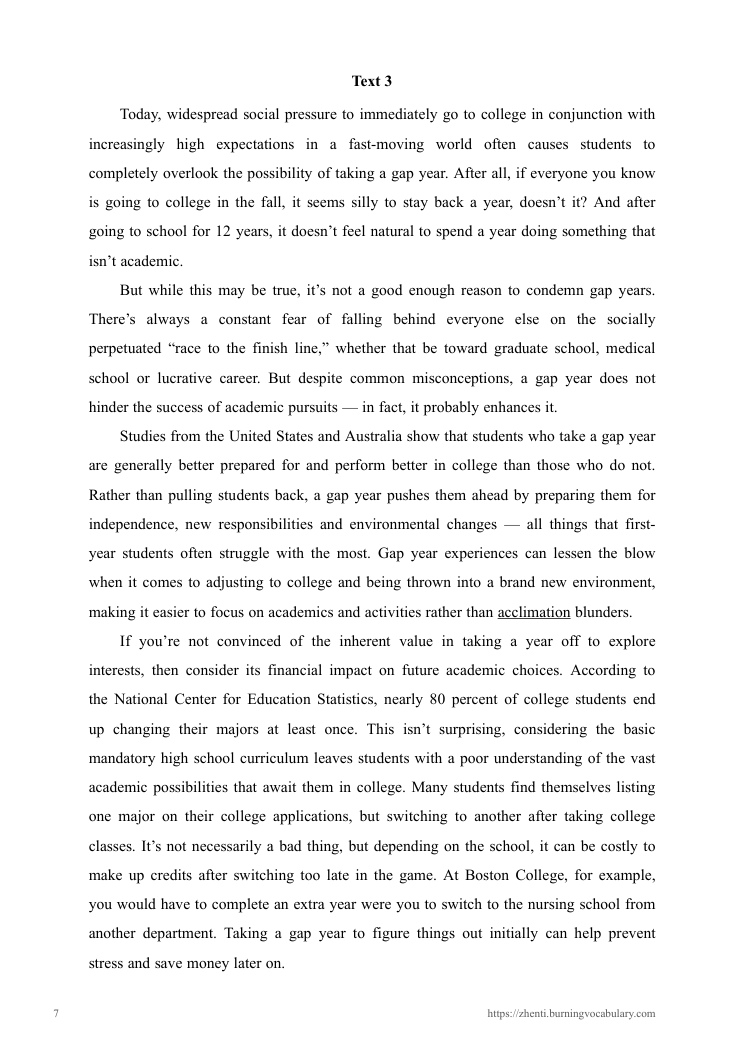 Text 3
Today, widespread social pressure to immediately go to college in conjunction with
increasingly high expectations in a fast-moving world often causes students to
completely overlook the possibility of taking a gap year. After all, if everyone you know
is going to college in the fall, it seems silly to stay back a year, doesn’t it? And after
going to school for 12 years, it doesn’t feel natural to spend a year doing something that
isn’t academic.
But while this may be true, it’s not a good enough reason to condemn gap years.
There’s always a constant fear of falling behind everyone else on the socially
perpetuated “race to the finish line,” whether that be toward graduate school, medical
school or lucrative career. But despite common misconceptions, a gap year does not
hinder the success of academic pursuits — in fact, it probably enhances it.
Studies from the United States and Australia show that students who take a gap year
are generally better prepared for and perform better in college than those who do not.
Rather than pulling students back, a gap year pushes them ahead by preparing them for
independence, new responsibilities and environmental changes — all things that first-
year students often struggle with the most. Gap year experiences can lessen the blow
when it comes to adjusting to college and being thrown into a brand new environment,
making it easier to focus on academics and activities rather than acclimation blunders.
If you’re not convinced of the inherent value in taking a year off to explore
interests, then consider its financial impact on future academic choices. According to
the National Center for Education Statistics, nearly 80 percent of college students end
up changing their majors at least once. This isn’t surprising, considering the basic
mandatory high school curriculum leaves students with a poor understanding of the vast
academic possibilities that await them in college. Many students find themselves listing
one major on their college applications, but switching to another after taking college
classes. It’s not necessarily a bad thing, but depending on the school, it can be costly to
make up credits after switching too late in the game. At Boston College, for example,
you would have to complete an extra year were you to switch to the nursing school from
another department. Taking a gap year to figure things out initially can help prevent
stress and save money later on.
7 https://zhenti.burningvocabulary.com